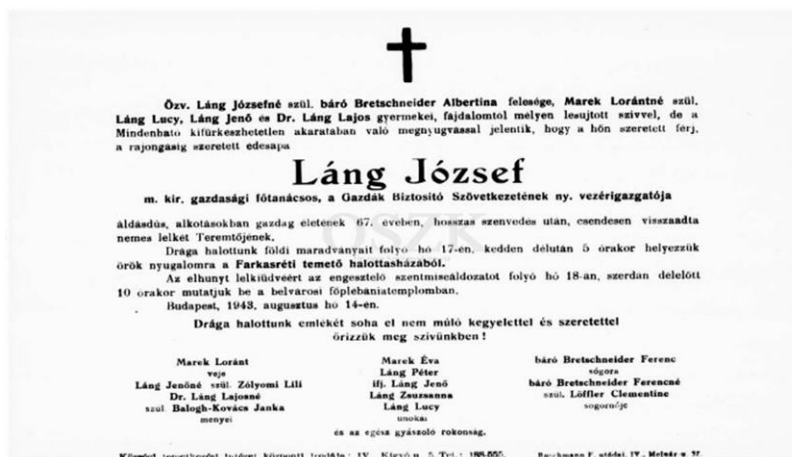 Özv. Láng Józsefné szül. báró Bretschneider Albertina felesége, Marek Lorántné szül.
Láng Lucy, Láng Jenő és Dr. Láng Lajos gyermekei, fájdalomtól mélyen lesujtott szívvel, de a
Mindenható kifürkészhetetlen akaratában való megnyugvással jelentik, hogy a hőn szeretett férj,
a rajongásig szeretett édesapa
Láng József
m. kir. gazdasági főtanácsos, a Gazdák Biztosító Szövetkezetének ny. vezérigazgatója
áldásdús, alkotásokban gazdag életének 67. évében, hosszas szenvedés után, csendesen visszaadta
nemes lelkét Teremtőjének.
Drága halottunk földi maradványait folyó hó 17-én, kedden délután 5 órakor helyezzük
örök nyugalomra a Farkasréti temető halottasházából.
Az elhunyt lelkiüdvéért az engesztelő szentmiseáldozatot folyó hó 18-án, szerdán délelőtt
10 órakor mutatjuk be a belvárosi főplébániatemplomban.
Budapest, 1943. augusztus hó 14-én.
Drága halottunk emlékét soha el nem múló kegyelettel és szeretettel
őrizzük meg szívünkben!
Marek Loránt
veje
Láng Jenőné szül. Zólyomi Lili
Dr. Láng Lajosné
szül. Balogh-Kovács Janka
menyei
Marek Éva
Láng Péter
ifj. Láng Jenő
Láng Zsuzsanna
Láng Lucy
unokái
báró Bretschneider Ferenc
sógora
báró Bretschneider Ferencné
szül. Löffler Clementine
sógornője
és az egész gyászoló rokonság.
OSZK